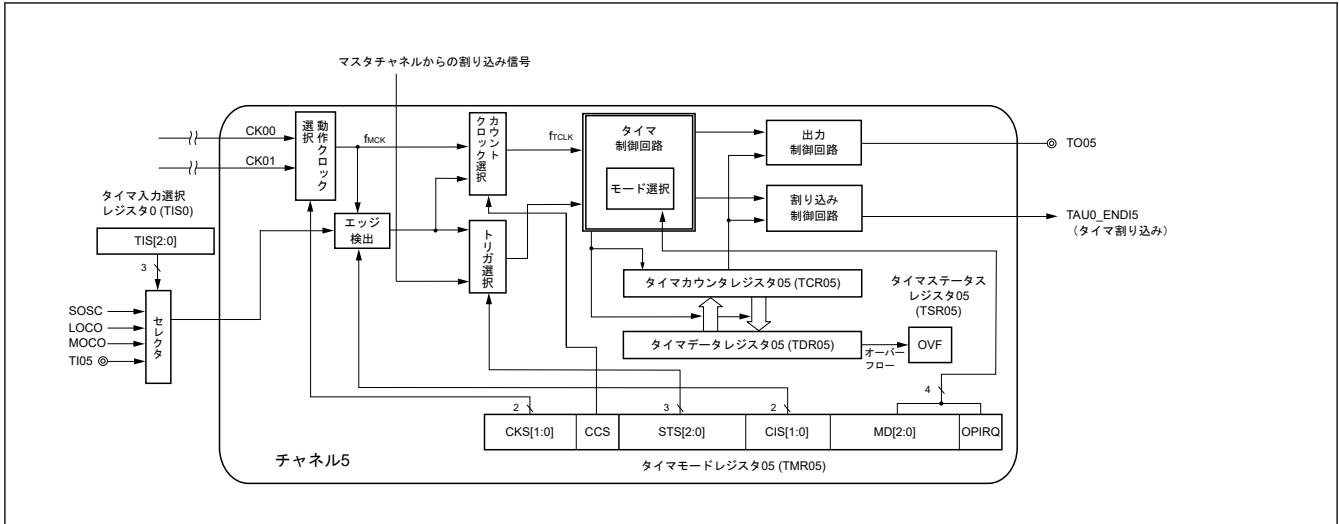 マスタチャネルからの割り込み信号
CK00
CK01
動作クロック
選択
fMCK
カウント
クロック選択
fTCLK
タイマ
制御回路
モード選択
出力
制御回路
TO05
割り込み
制御回路
TAU0_ENDI5
(タイマ割り込み)
タイマ入力選択
レジスタ0 (TIS0)
TIS[2:0]
3
エッジ
検出
トリガ選択
SOSC
LOCO
MOCO
TI05
セレクタ
タイマカウンタレジスタ05 (TCR05)
タイマデータレジスタ05 (TDR05)
タイマステータス
レジスタ05
(TSR05)
オーバー
フロー
OVF
2
3
2
4
CKS[1:0]
CCS
STS[2:0]
CIS[1:0]
MD[2:0]
OPIRQ
チャネル5
タイマモードレジスタ05 (TMR05)